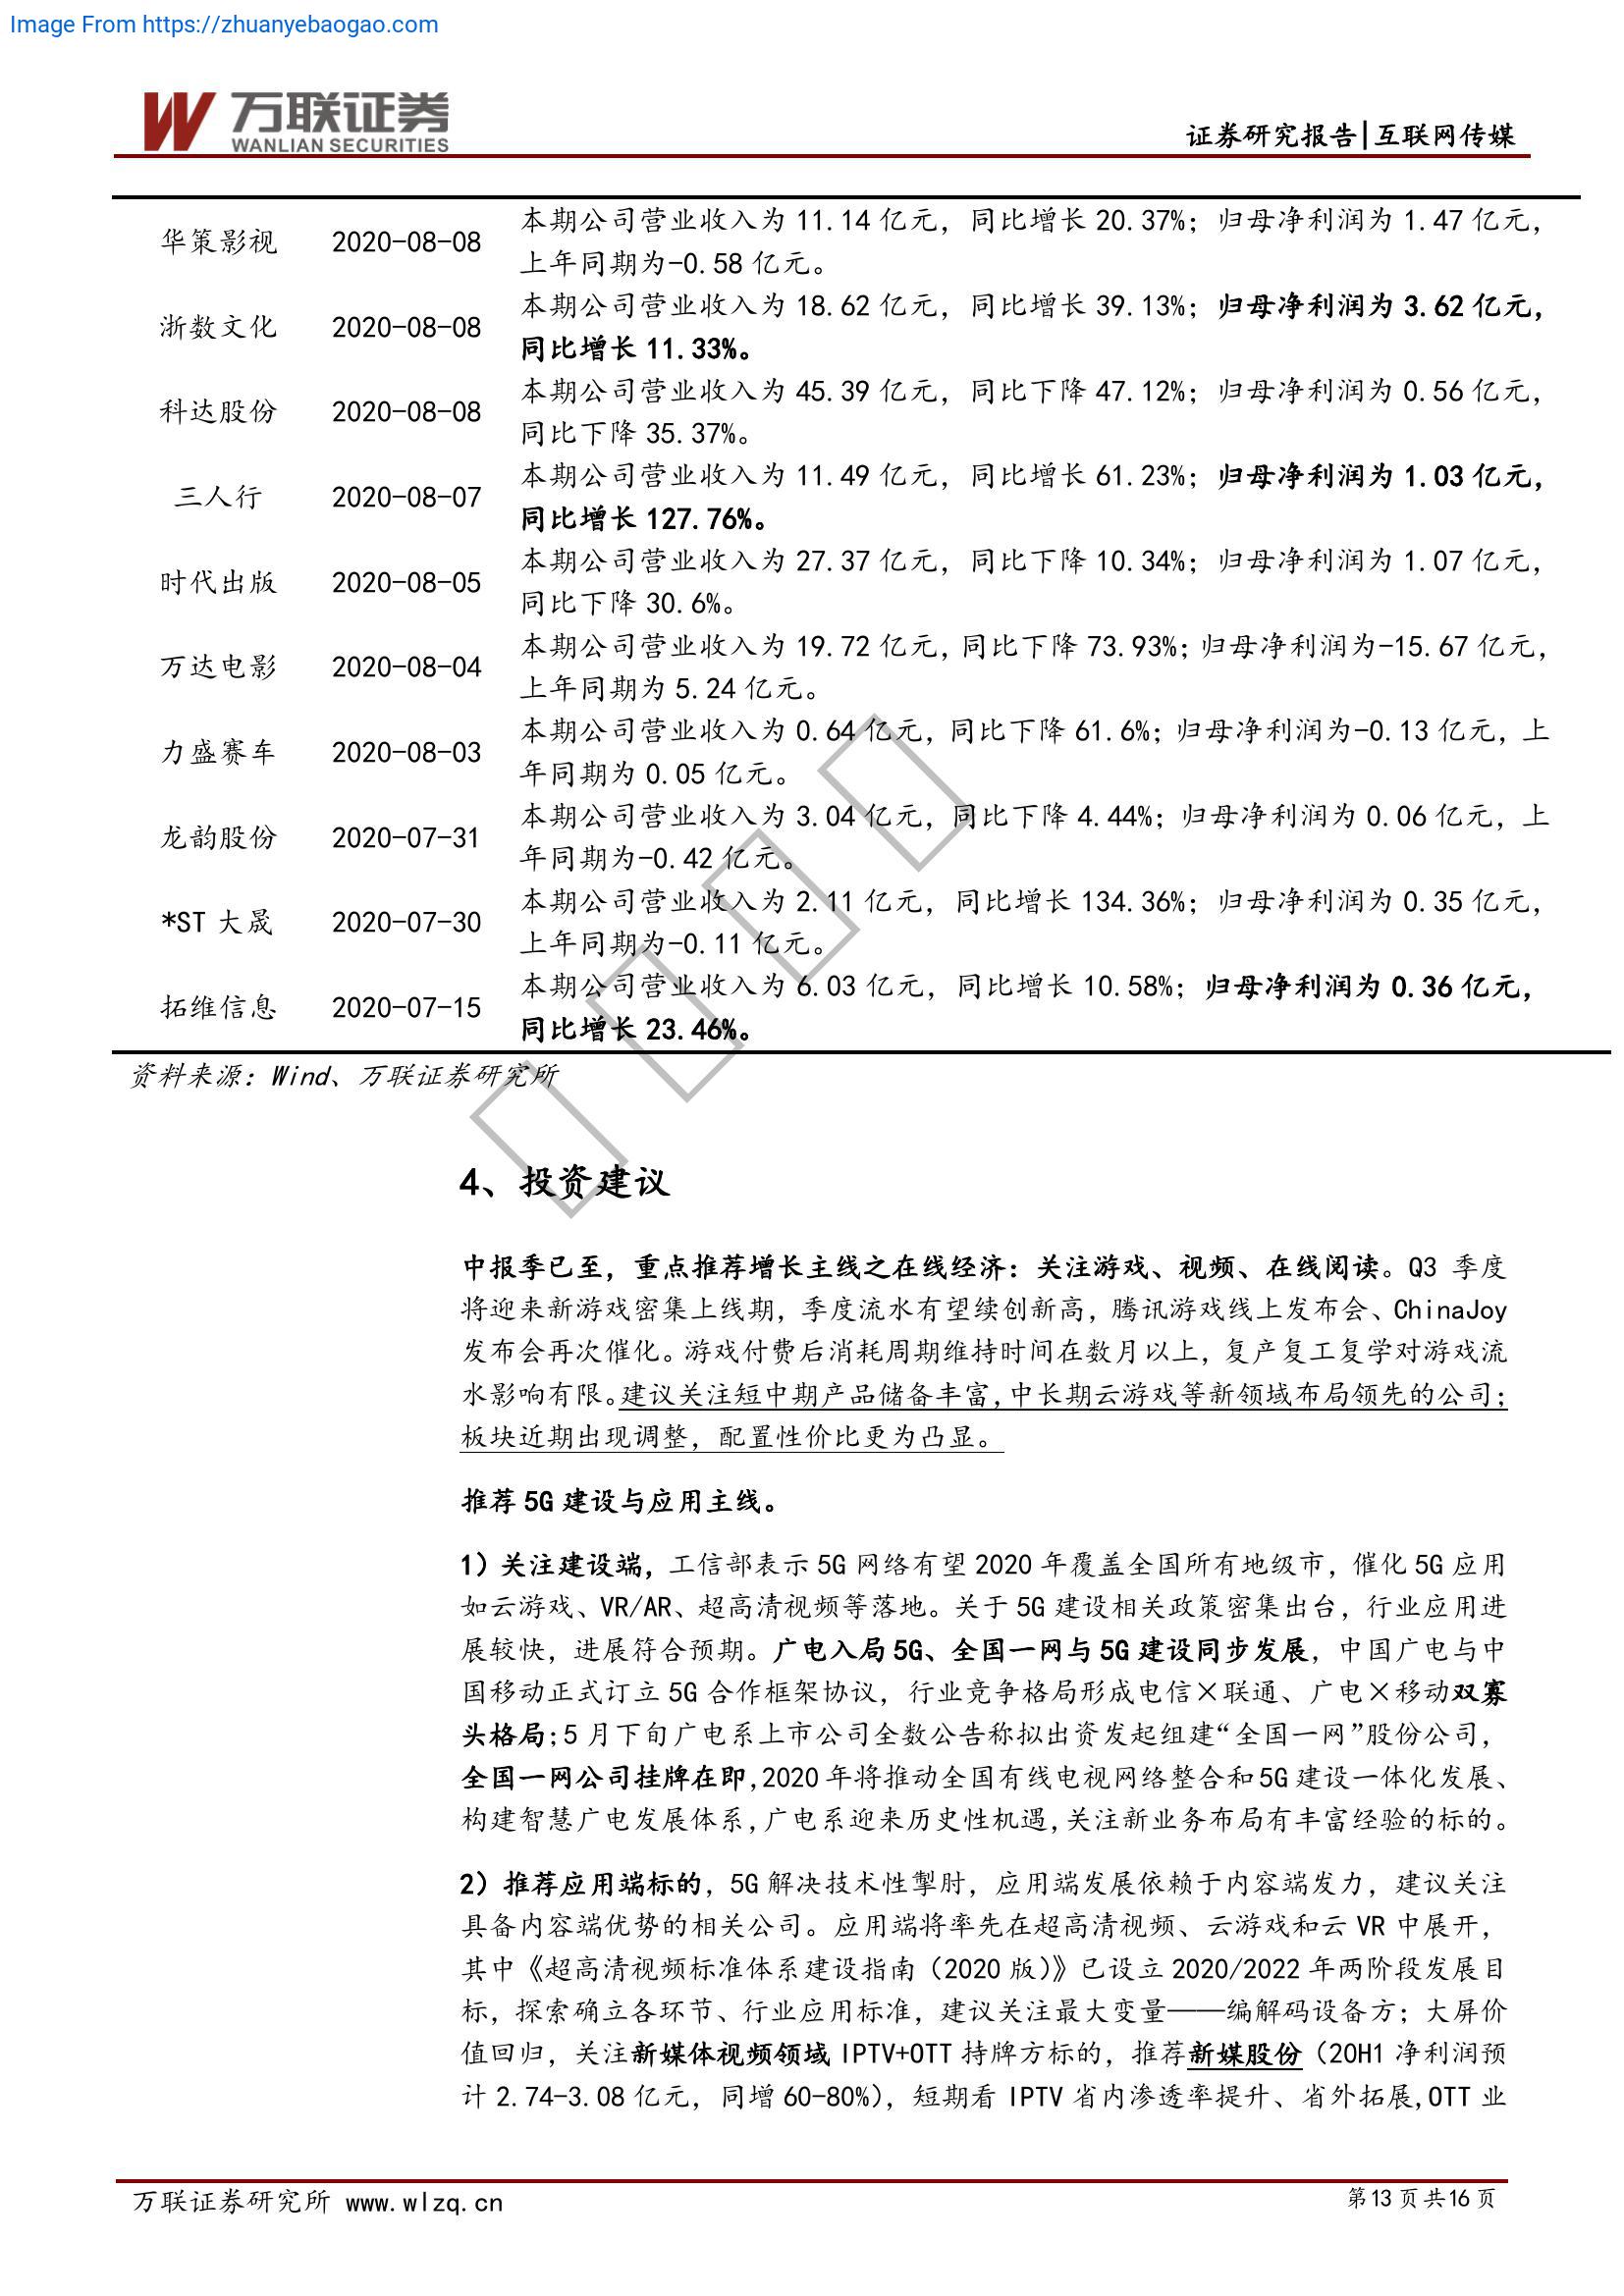 Image From https://zhuanyebaogao.com
万联证券
WANLIAN SECURITIES
证券研究报告|互联网传媒
华策影视 2020-08-08 本期公司营业收入为 11.14 亿元，同比增长 20.37%；归母净利润为 1.47 亿元，
上年同期为-0.58 亿元。
浙数文化 2020-08-08 本期公司营业收入为 18.62 亿元，同比增长 39.13%；归母净利润为 3.62 亿元，
同比增长 11.33%。
科达股份 2020-08-08 本期公司营业收入为 45.39 亿元，同比下降 47.12%；归母净利润为 0.56 亿元，
同比下降 35.37%。
三人行 2020-08-07 本期公司营业收入为 11.49 亿元，同比增长 61.23%；归母净利润为 1.03 亿元，
同比增长 127.76%。
时代出版 2020-08-05 本期公司营业收入为 27.37 亿元，同比下降 10.34%；归母净利润为 1.07 亿元，
同比下降 30.6%。
万达电影 2020-08-04 本期公司营业收入为 19.72 亿元，同比下降 73.93%；归母净利润为-15.67 亿元，
上年同期为 5.24 亿元。
力盛赛车 2020-08-03 本期公司营业收入为 0.64 亿元，同比下降 61.6%；归母净利润为-0.13 亿元，上
年同期为 0.05 亿元。
龙韵股份 2020-07-31 本期公司营业收入为 3.04 亿元，同比下降 4.44%；归母净利润为 0.06 亿元，上
年同期为-0.42 亿元。
*ST 大晟 2020-07-30 本期公司营业收入为 2.11 亿元，同比增长 134.36%；归母净利润为 0.35 亿元，
上年同期为-0.11 亿元。
拓维信息 2020-07-15 本期公司营业收入为 6.03 亿元，同比增长 10.58%；归母净利润为 0.36 亿元，
同比增长 23.46%。
资料来源：Wind、万联证券研究所
4、投资建议
中报季已至，重点推荐增长主线之在线经济：关注游戏、视频、在线阅读。Q3 季度
将迎来新游戏密集上线期，季度流水有望续创新高，腾讯游戏线上发布会、ChinaJoy
发布会再次催化。游戏付费后消耗周期维持时间在数月以上，复产复工复学对游戏流
水影响有限。建议关注短中期产品储备丰富，中长期云游戏等新领域布局领先的公司；
板块近期出现调整，配置性价比更为凸显。
推荐 5G 建设与应用主线。
1）关注建设端，工信部表示 5G 网络有望 2020 年覆盖全国所有地级市，催化 5G 应用
如云游戏、VR/AR、超高清视频等落地。关于 5G 建设相关政策密集出台，行业应用进
展较快，进展符合预期。广电入局 5G、全国一网与 5G 建设同步发展，中国广电与中
国移动正式订立 5G 合作框架协议，行业竞争格局形成电信×联通、广电×移动双寡
头格局；5 月下旬广电系上市公司全数公告称拟出资发起组建“全国一网”股份公司，
全国一网公司挂牌在即，2020 年将推动全国有线电视网络整合和 5G 建设一体化发展、
构建智慧广电发展体系，广电系迎来历史性机遇，关注新业务布局有丰富经验的标的。
2）推荐应用端标的，5G 解决技术性掣肘，应用端发展依赖于内容端发力，建议关注
具备内容端优势的相关公司。应用端将率先在超高清视频、云游戏和云 VR 中展开，
其中《超高清视频标准体系建设指南（2020 版）》已设立 2020/2022 年两阶段发展目
标，探索确立各环节、行业应用标准，建议关注最大变量——编解码设备方；大屏价
值回归，关注新媒体视频领域 IPTV+OTT 持牌方标的，推荐新媒股份（20H1 净利润预
计 2.74-3.08 亿元，同增 60-80%），短期看 IPTV 省内渗透率提升、省外拓展，OTT 业
万联证券研究所 www.wlzq.cn
第 13 页 共 16 页